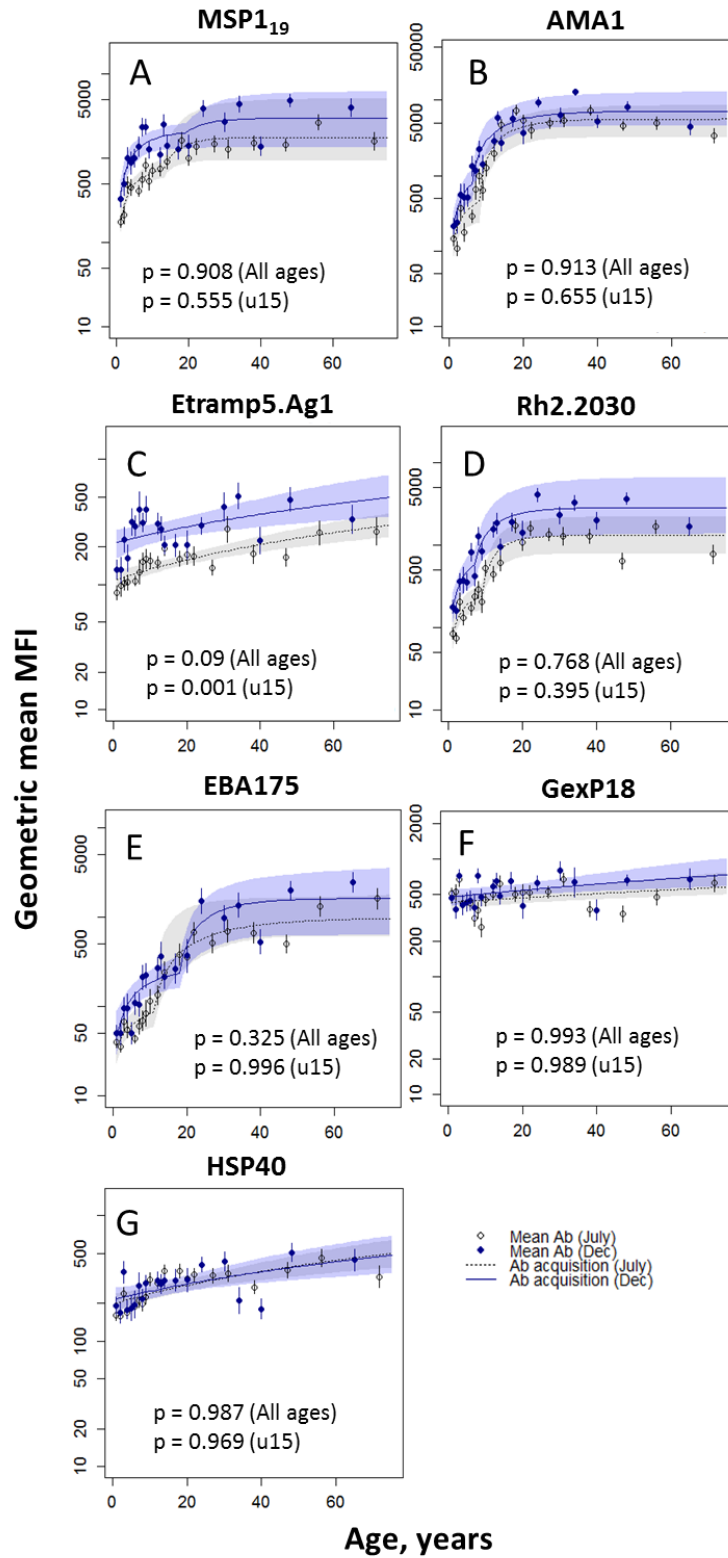 MSP1₁₉
AMA1
A
B
5000
500
50
10
50000
5000
500
50
10
p = 0.908 (All ages)
p = 0.555 (u15)
p = 0.913 (All ages)
p = 0.655 (u15)
0 20 40 60
0 20 40 60
Etramp5.Ag1
Rh2.2030
C
D
500
200
100
50
20
10
5000
500
50
10
p = 0.09 (All ages)
p = 0.001 (u15)
p = 0.768 (All ages)
p = 0.395 (u15)
0 20 40 60
0 20 40 60
Geometric mean MFI
EBA175
GexP18
E
F
5000
500
50
10
2000
500
200
50
20
10
p = 0.325 (All ages)
p = 0.996 (u15)
p = 0.993 (All ages)
p = 0.989 (u15)
0 20 40 60
0 20 40 60
HSP40
G
500
200
100
50
20
10
p = 0.987 (All ages)
p = 0.969 (u15)
0 20 40 60
Mean Ab (July)
Mean Ab (Dec)
Ab acquisition (July)
Ab acquisition (Dec)
Age, years